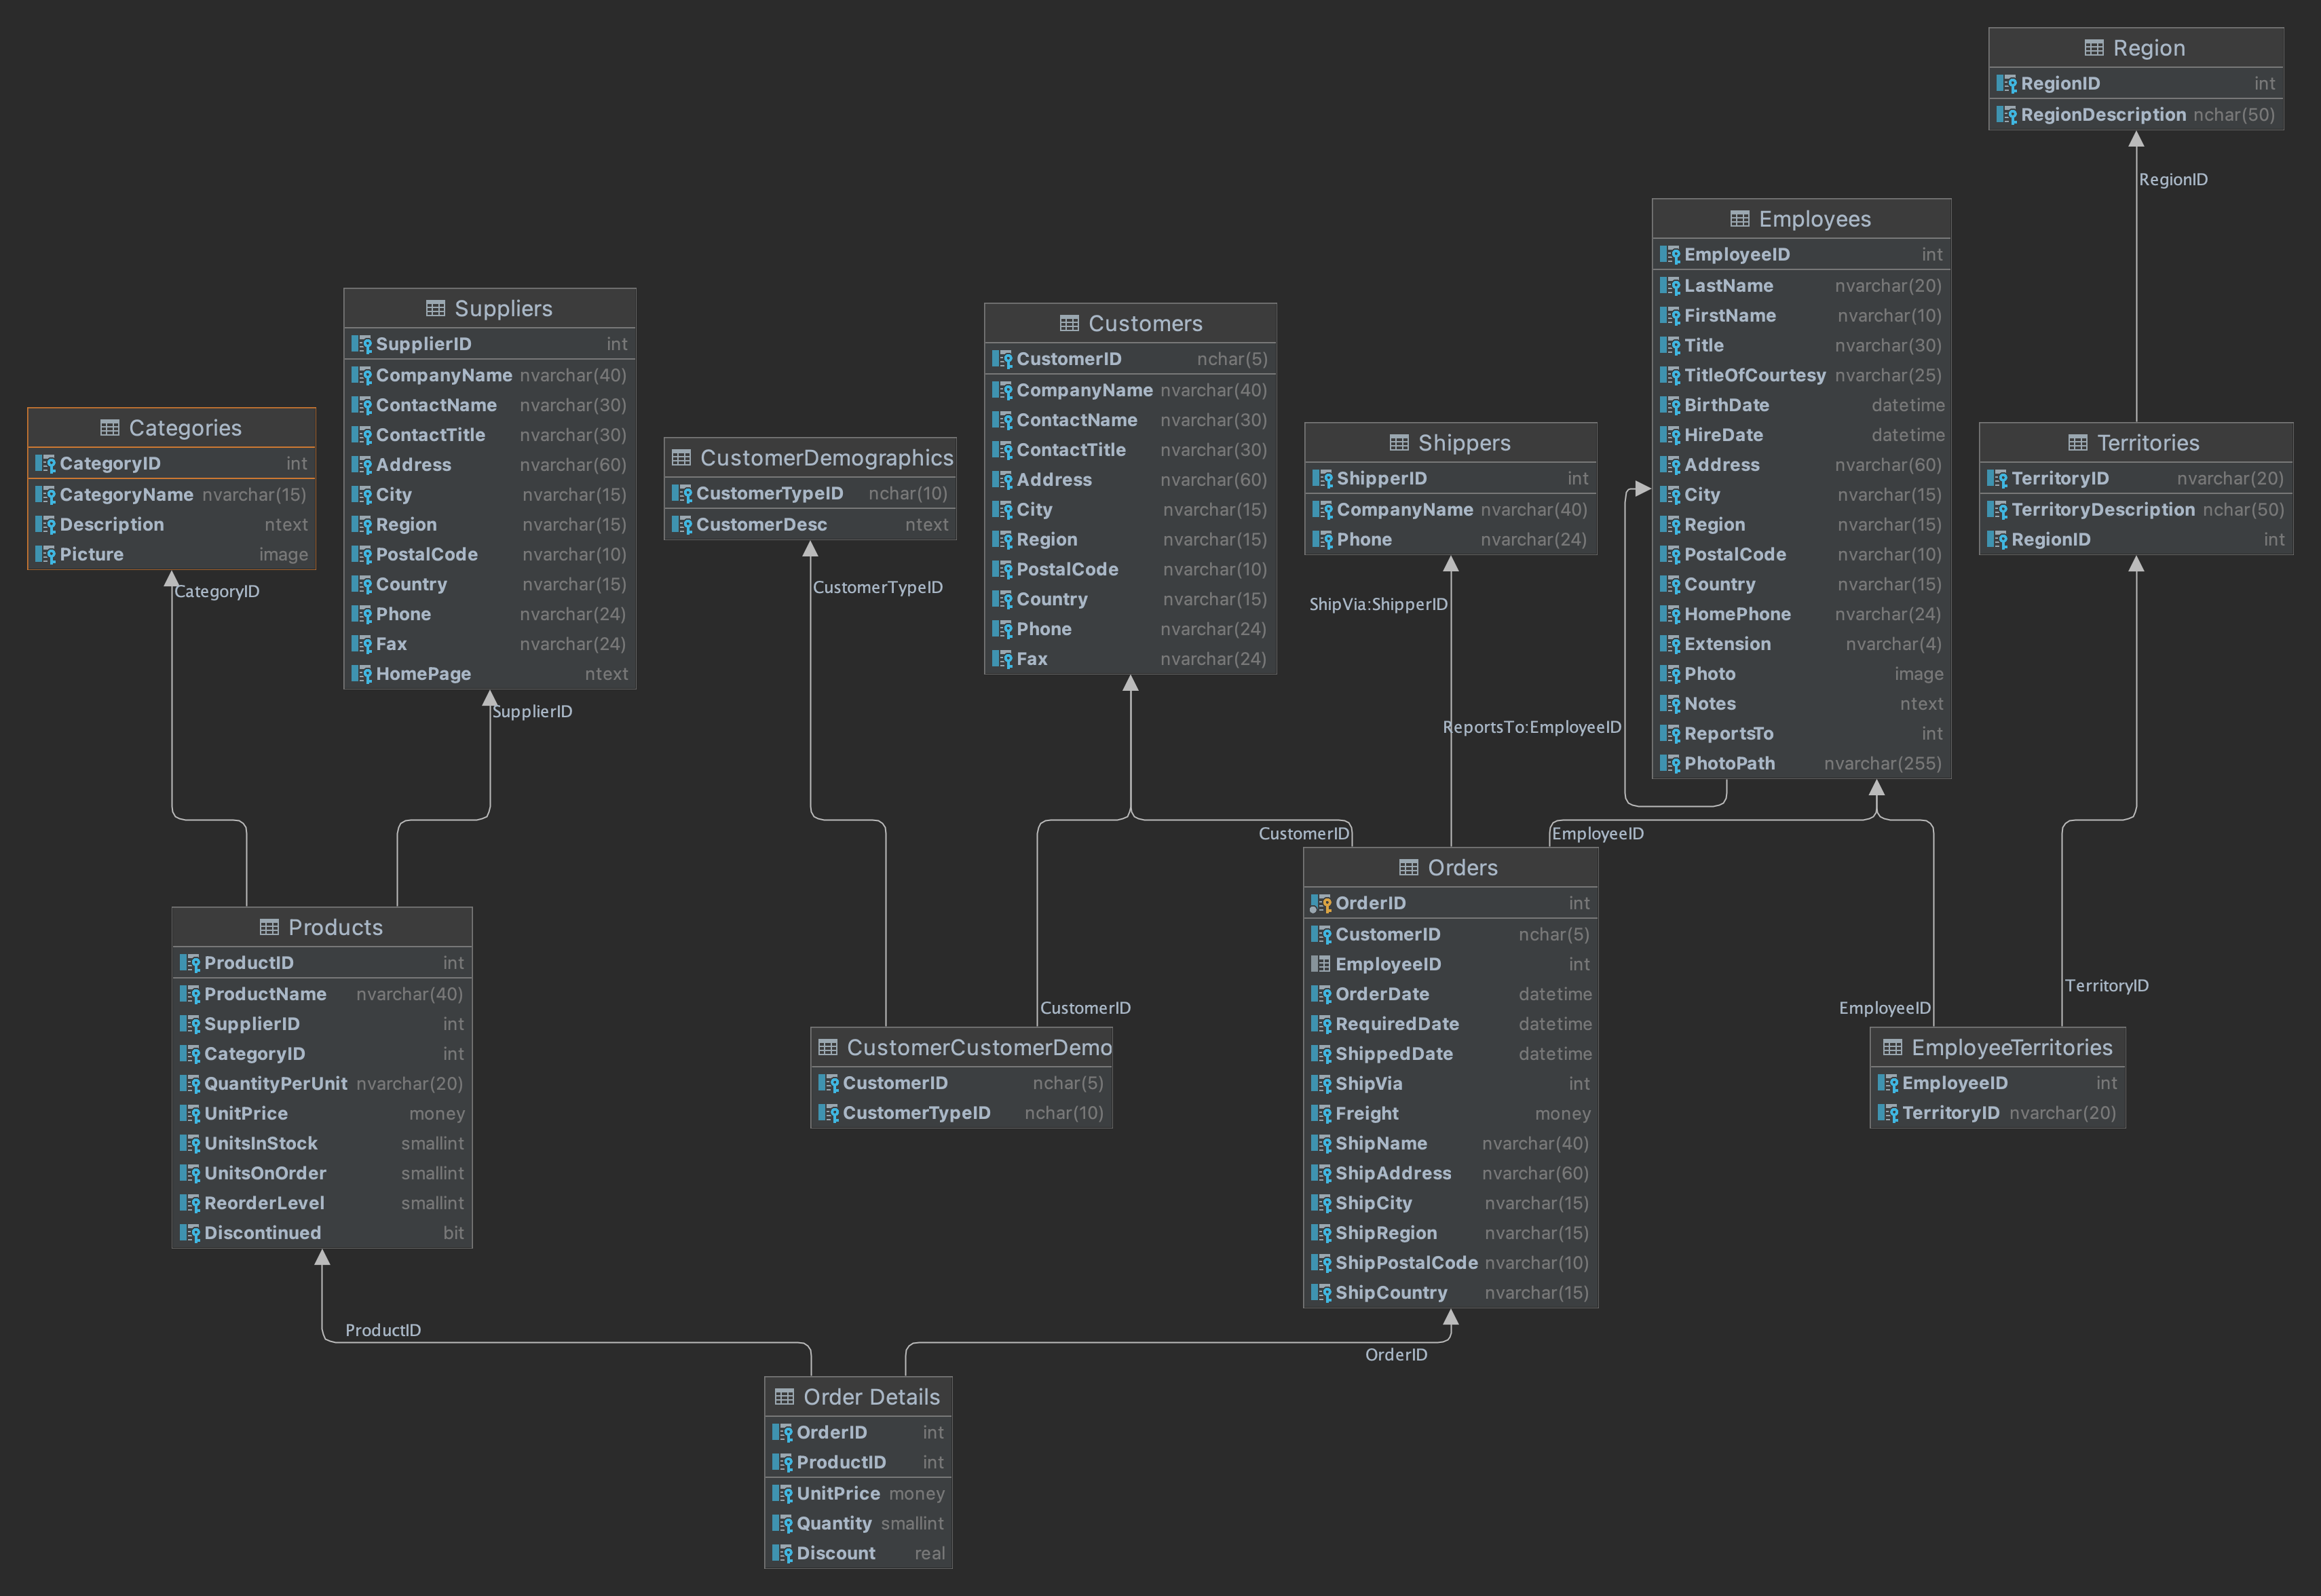 Region
RegionID int
RegionDescription nchar(50)
RegionID
Employees
EmployeeID int
LastName nvarchar(20)
FirstName nvarchar(10)
Title nvarchar(30)
TitleOfCourtesy nvarchar(25)
BirthDate datetime
HireDate datetime
Address nvarchar(60)
City nvarchar(15)
Region nvarchar(15)
PostalCode nvarchar(10)
Country nvarchar(15)
HomePhone nvarchar(24)
Extension nvarchar(4)
Photo image
Notes ntext
ReportsTo int
PhotoPath nvarchar(255)
Suppliers
SupplierID int
CompanyName nvarchar(40)
ContactName nvarchar(30)
ContactTitle nvarchar(30)
Address nvarchar(60)
City nvarchar(15)
Region nvarchar(15)
PostalCode nvarchar(10)
Country nvarchar(15)
Phone nvarchar(24)
Fax nvarchar(24)
HomePage ntext
Customers
CustomerID nchar(5)
CompanyName nvarchar(40)
ContactName nvarchar(30)
ContactTitle nvarchar(30)
Address nvarchar(60)
City nvarchar(15)
Region nvarchar(15)
PostalCode nvarchar(10)
Country nvarchar(15)
Phone nvarchar(24)
Fax nvarchar(24)
Categories
CategoryID int
CategoryName nvarchar(15)
Description ntext
Picture image
CustomerDemographics
CustomerTypeID nchar(10)
CustomerDesc ntext
Shippers
ShipperID int
CompanyName nvarchar(40)
Phone nvarchar(24)
Territories
TerritoryID nvarchar(20)
TerritoryDescription nchar(50)
RegionID int
CategoryID
SupplierID
CustomerTypeID
ShipVia:ShipperID
ReportsTo:EmployeeID
CustomerID
EmployeeID
Products
ProductID int
ProductName nvarchar(40)
SupplierID int
CategoryID int
QuantityPerUnit nvarchar(20)
UnitPrice money
UnitsInStock smallint
UnitsOnOrder smallint
ReorderLevel smallint
Discontinued bit
CustomerID
CustomerCustomerDemo
CustomerID nchar(5)
CustomerTypeID nchar(10)
Orders
OrderID int
CustomerID nchar(5)
EmployeeID int
OrderDate datetime
RequiredDate datetime
ShippedDate datetime
ShipVia int
Freight money
ShipName nvarchar(40)
ShipAddress nvarchar(60)
ShipCity nvarchar(15)
ShipRegion nvarchar(15)
ShipPostalCode nvarchar(10)
ShipCountry nvarchar(15)
EmployeeID
TerritoryID
EmployeeTerritories
EmployeeID int
TerritoryID nvarchar(20)
ProductID
OrderID
Order Details
OrderID int
ProductID int
UnitPrice money
Quantity smallint
Discount real